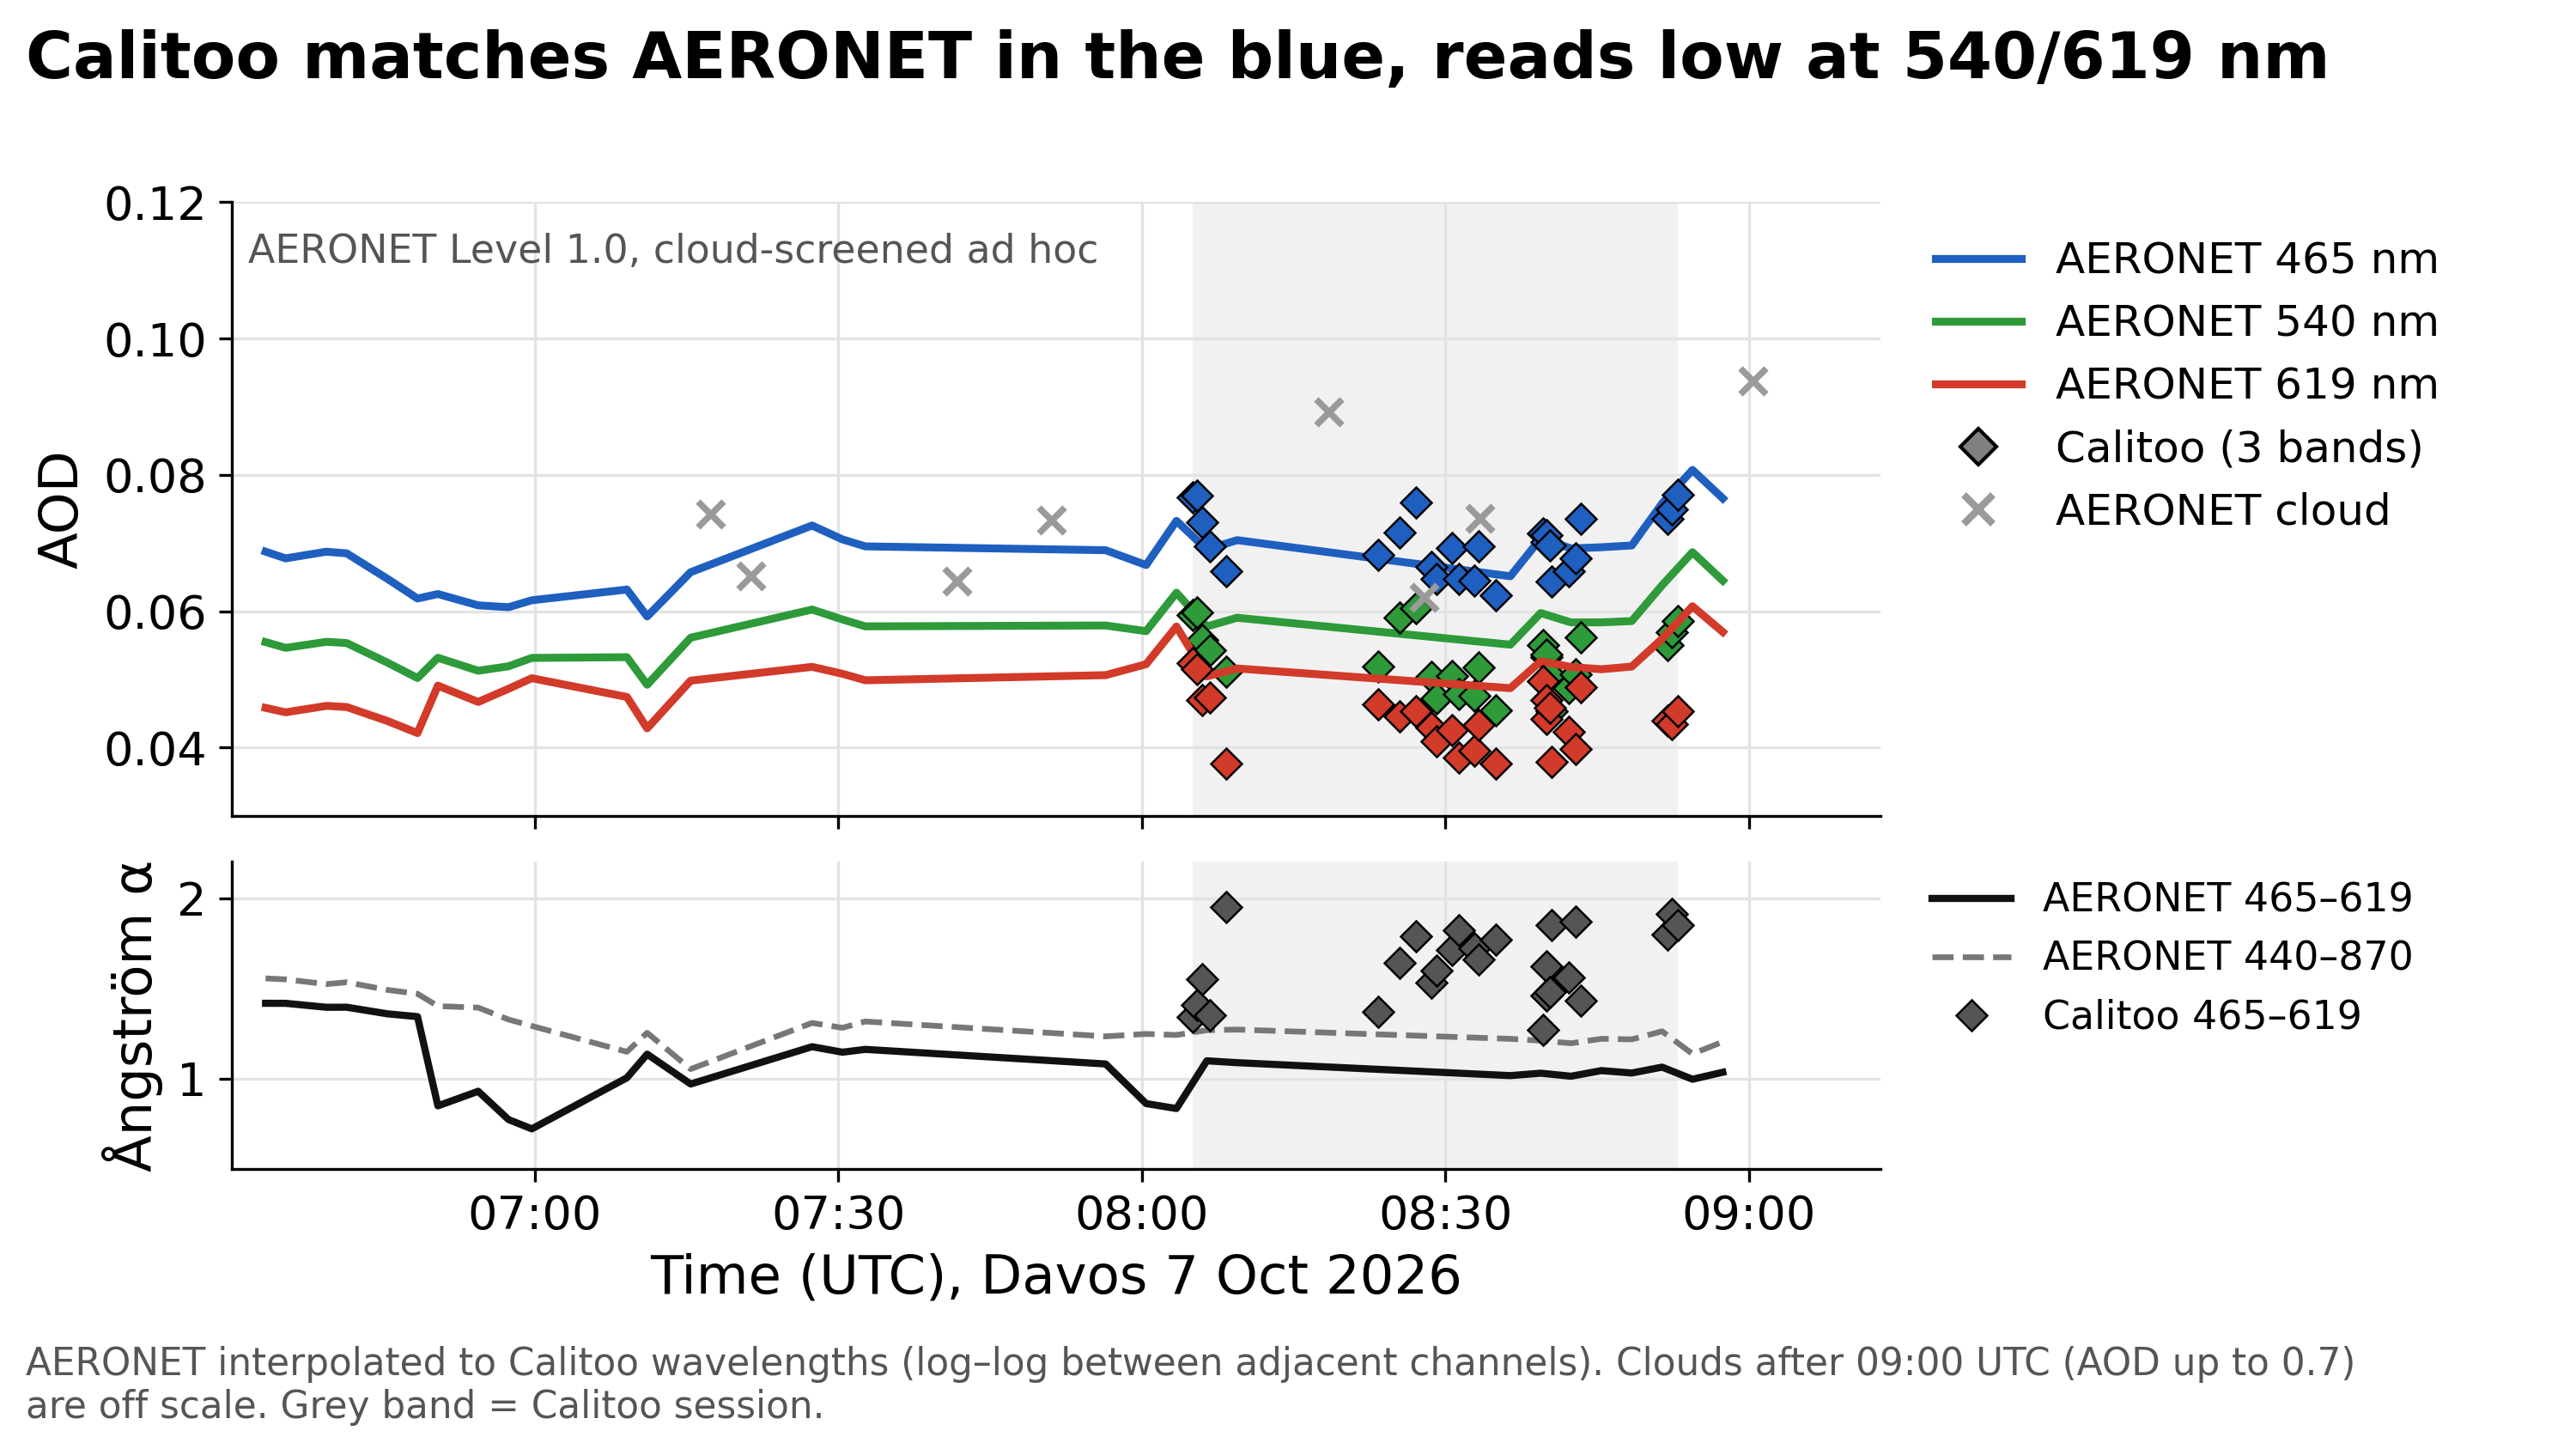 Calitoo matches AERONET in the blue, reads low at 540/619 nm
0.12
0.10
0.08
0.06
0.04
AOD
AERONET Level 1.0, cloud-screened ad hoc
AERONET 465 nm
AERONET 540 nm
AERONET 619 nm
Calitoo (3 bands)
AERONET cloud
2
1
Ångström α
AERONET 465–619
AERONET 440–870
Calitoo 465–619
07:00
07:30
08:00
08:30
09:00
Time (UTC), Davos 7 Oct 2026
AERONET interpolated to Calitoo wavelengths (log–log between adjacent channels). Clouds after 09:00 UTC (AOD up to 0.7)
are off scale. Grey band = Calitoo session.